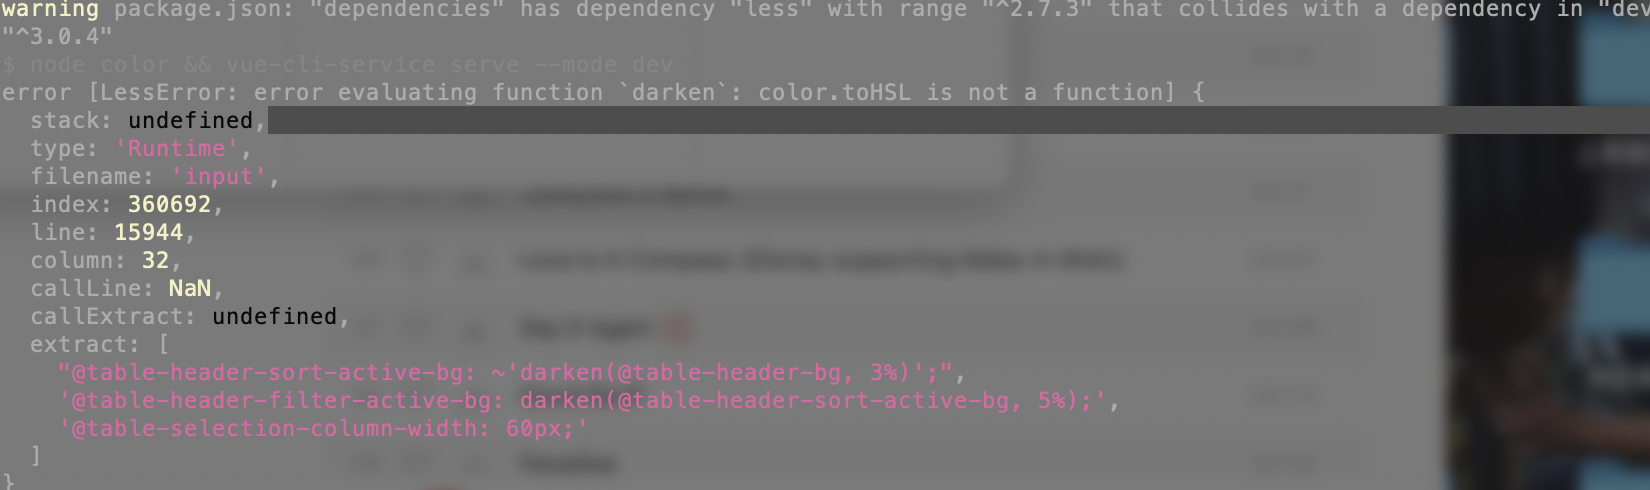 warning package.json: "dependencies" has dependency "less" with range "^2.7.3" that collides with a dependency in "dev
"^3.0.4"
$ node color && vue-cli-service serve --mode dev
error [LessError: error evaluating function `darken`: color.toHSL is not a function] {
stack: undefined,
type: 'Runtime',
filename: 'input',
index: 360692,
line: 15944,
column: 32,
callLine: NaN,
callExtract: undefined,
extract: [
"@table-header-sort-active-bg: ~'darken(@table-header-bg, 3%)';",
'@table-header-filter-active-bg: darken(@table-header-sort-active-bg, 5%);',
'@table-selection-column-width: 60px;'
]
}